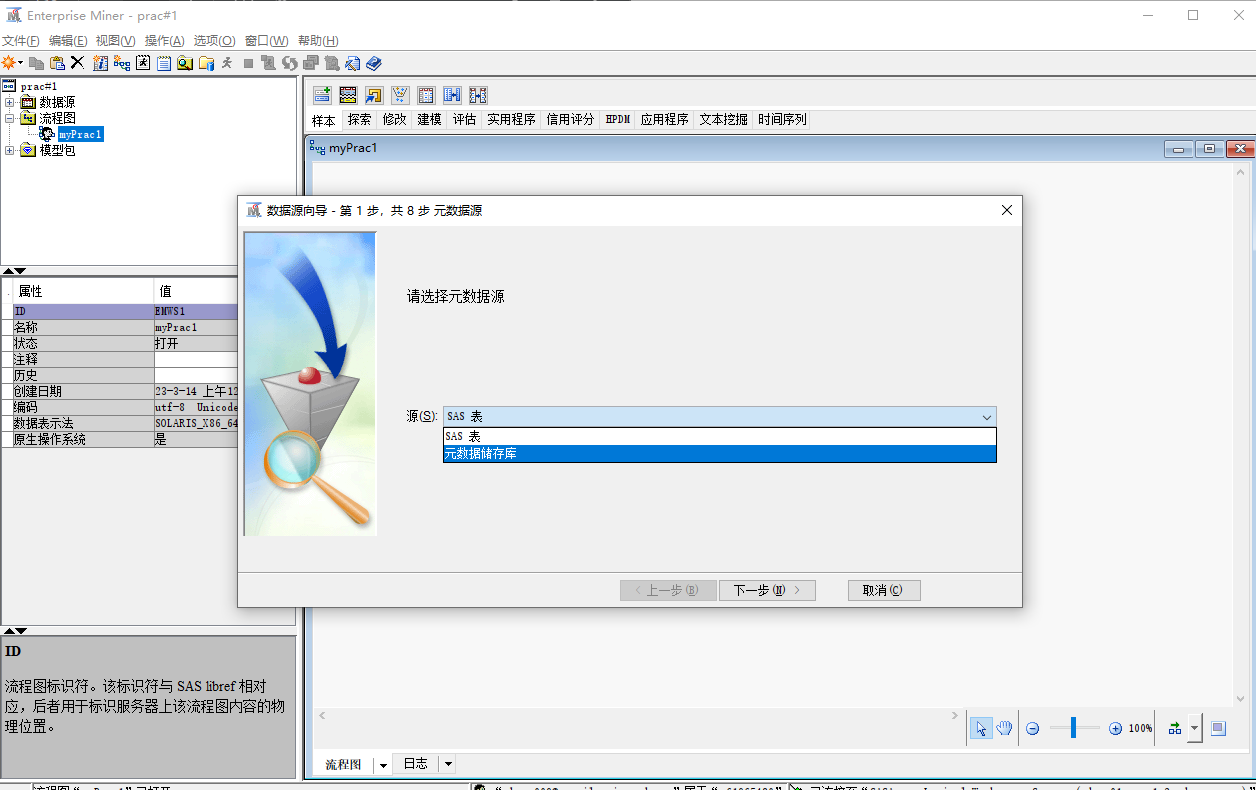 Enterprise Miner - prac#1
文件(F) 编辑(E) 视图(V) 操作(A) 选项(O) 窗口(W) 帮助(H)
prac#1
数据源
流程图
myPrac1
模型包
样本 探索 修改 建模 评估 实用程序 信用评分 HPDM 应用程序 文本挖掘 时间序列
myPrac1
数据源向导 - 第 1 步，共 8 步 元数据源
请选择元数据源
源(S): SAS 表
SAS 表
元数据储存库
< 上一步(B) 下一步(N) > 取消(C)
. 属性 值
ID EMWS1
名称 myPrac1
状态 打开
注释
历史
创建日期 23-3-14 上午12
编码 utf-8 Unicode
数据表示法 SOLARIS_X86_64
原生操作系统 是
ID
流程图标识符。该标识符与 SAS libref 相对
应，后者用于标识服务器上该流程图内容的物
理位置。
100%
流程图 日志